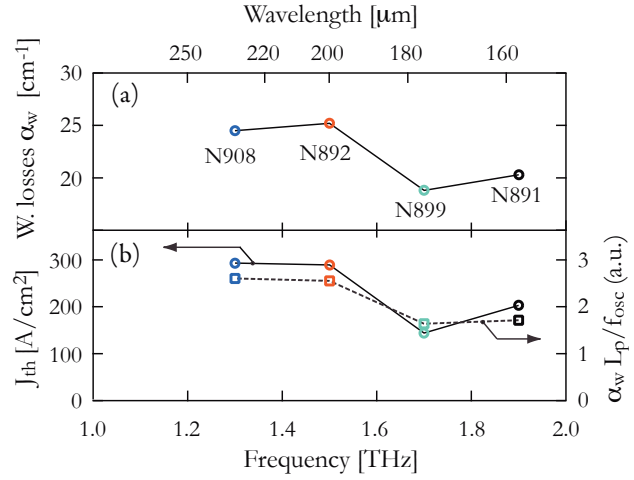 Wavelength [μm]
250 220 200 180 160
30
25
20
W. losses α_w [cm⁻¹]
(a)
N908
N892
N899
N891
300
200
100
0
J_th [A/cm²]
(b)
3
2
1
0
α_w L_p/f_osc (a.u.)
1.0 1.2 1.4 1.6 1.8 2.0
Frequency [THz]